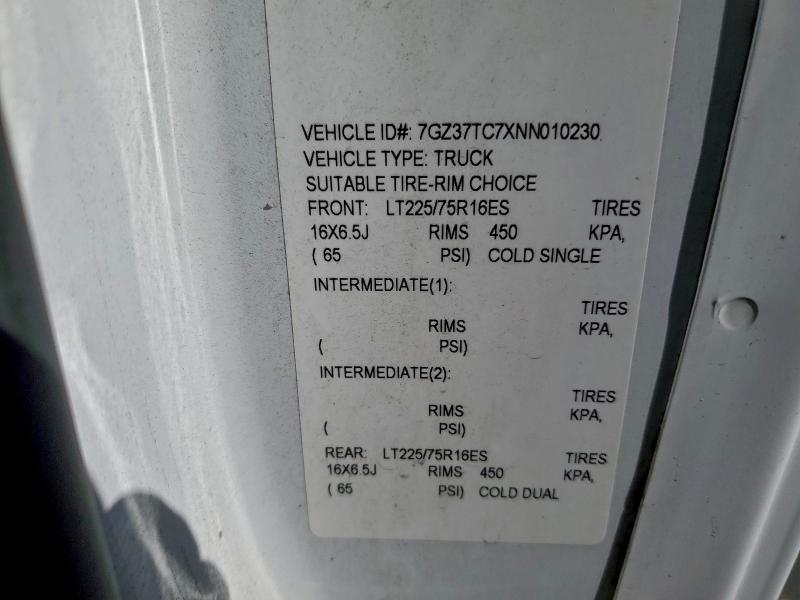 VEHICLE ID#: 7GZ37TC7XNN010230
VEHICLE TYPE: TRUCK
SUITABLE TIRE-RIM CHOICE
FRONT: LT225/75R16ES TIRES
16X6.5J RIMS 450 KPA,
( 65 PSI) COLD SINGLE
INTERMEDIATE(1):
TIRES
RIMS KPA,
( PSI)
INTERMEDIATE(2):
TIRES
RIMS KPA,
( PSI)
REAR: LT225/75R16ES TIRES
16X6.5J RIMS 450 KPA,
( 65 PSI) COLD DUAL